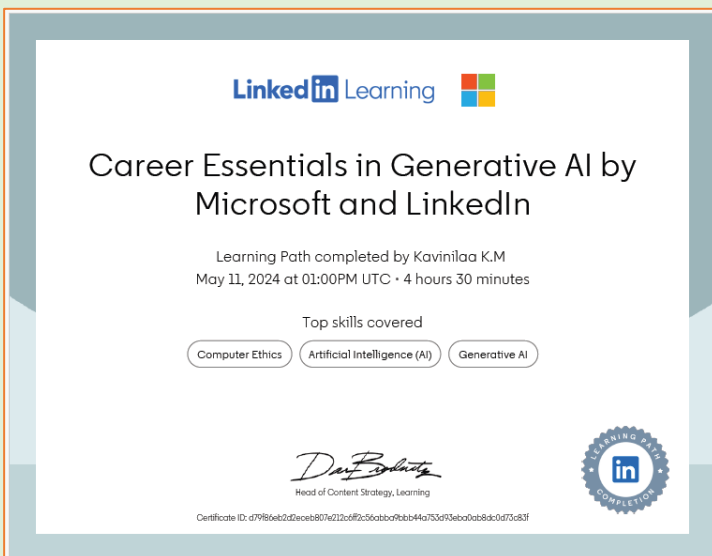 Linked in Learning
Career Essentials in Generative AI by
Microsoft and LinkedIn
Learning Path completed by Kavinilaa K.M
May 11, 2024 at 01:00PM UTC • 4 hours 30 minutes
Top skills covered
Computer Ethics
Artificial Intelligence (AI)
Generative AI
Head of Content Strategy, Learning
LEARNING PATH
in
COMPLETION
Certificate ID: d79f86eb2d2eceb807e212c6ff2c56abba9bbb44a753d93eba0ab8dc0d73c83f